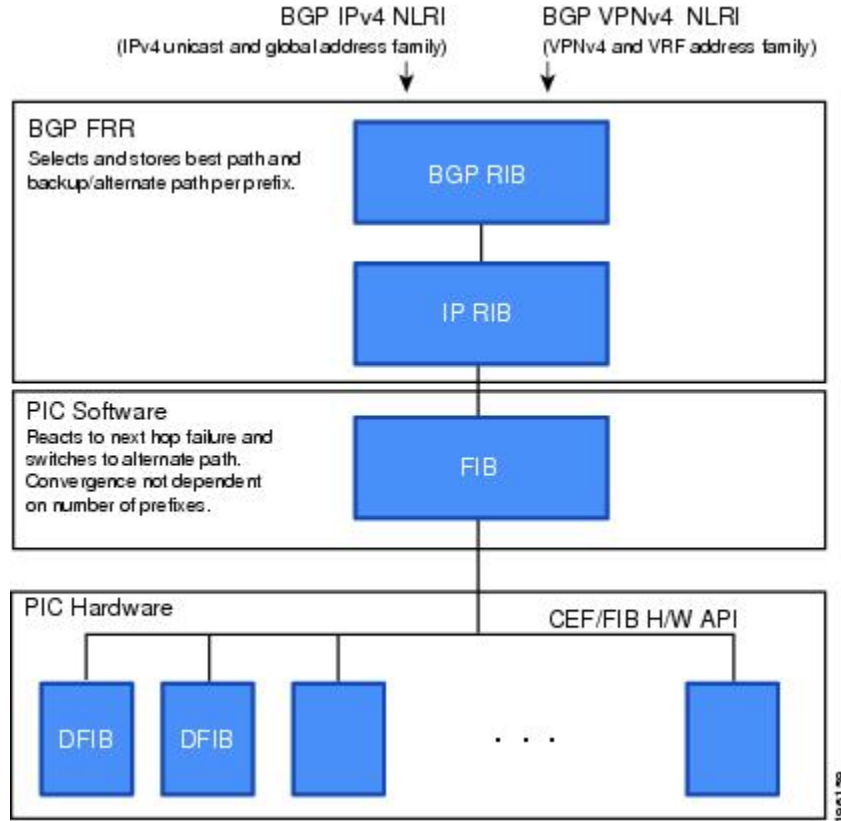 BGP IPv4 NLRI
(IPv4 unicast and global address family)
BGP VPNv4 NLRI
(VPNv4 and VRF address family)
BGP FRR
Selects and stores best path and
backup/alternate path per prefix.
BGP RIB
IP RIB
PIC Software
Reacts to next hop failure and
switches to alternate path.
Convergence not dependent
on number of prefixes.
FIB
PIC Hardware
CEF/FIB H/W API
DFIB
DFIB
. . .